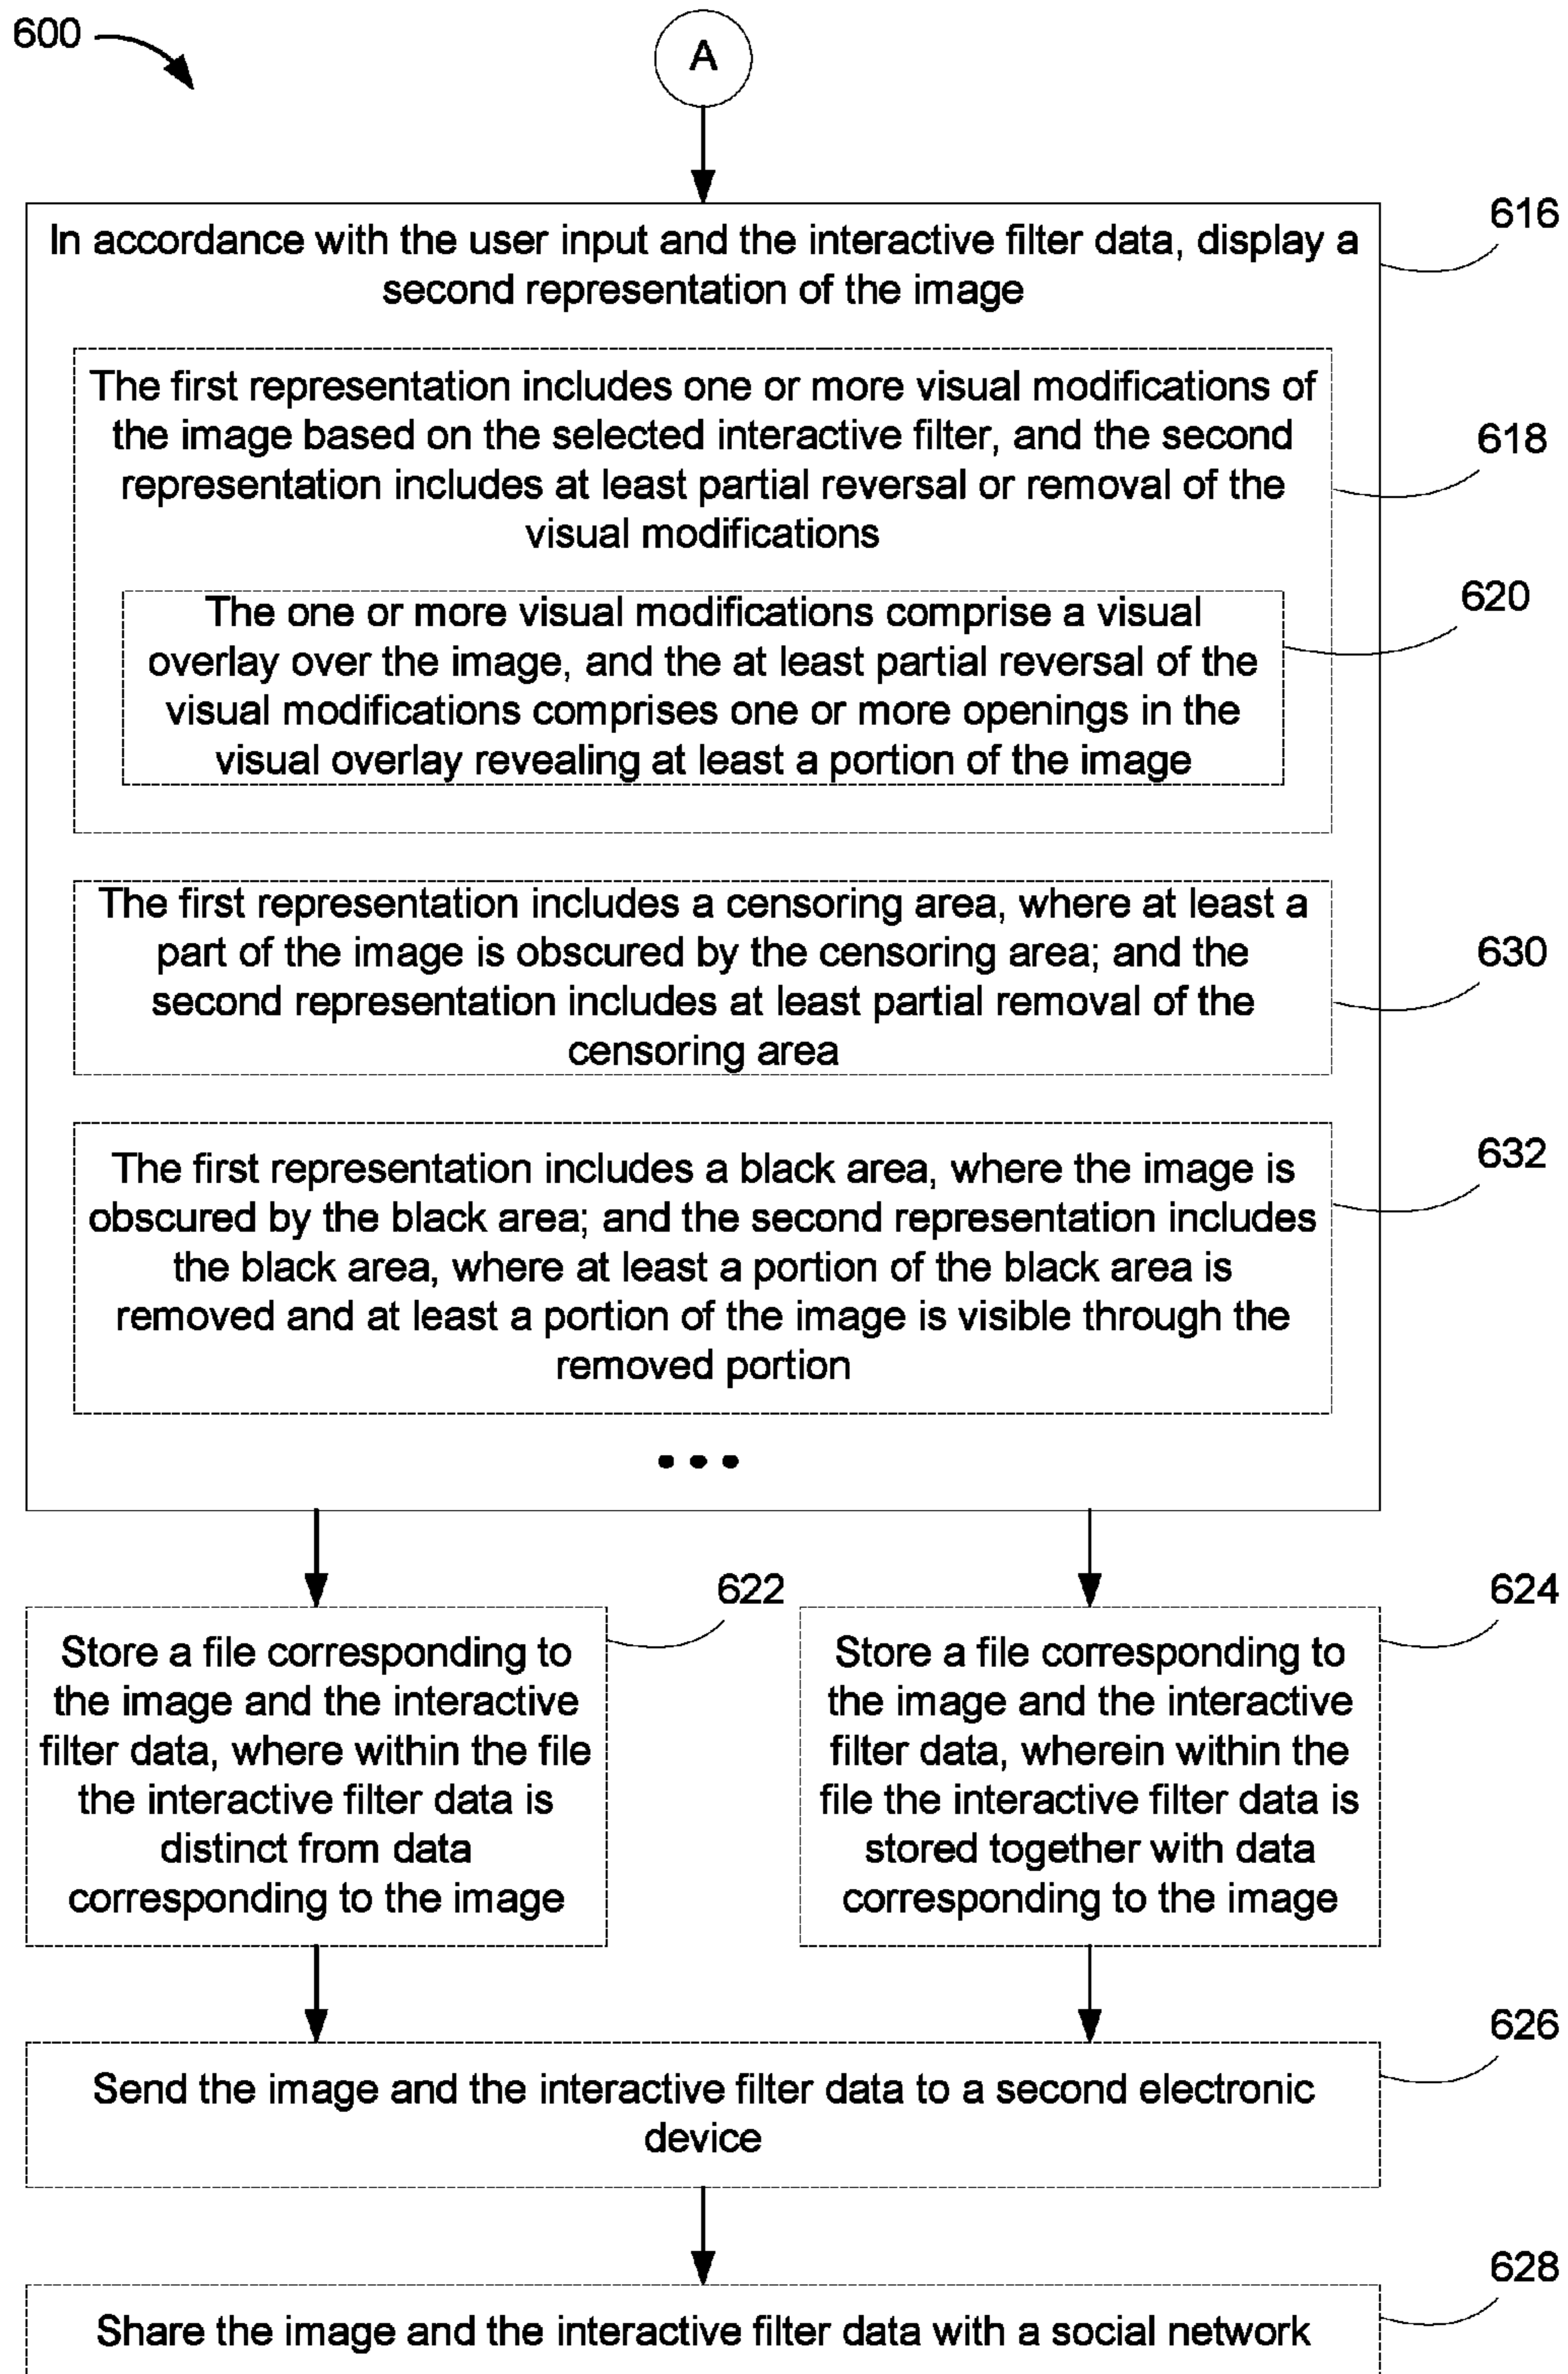 600
A
616
In accordance with the user input and the interactive filter data, display a
second representation of the image
The first representation includes one or more visual modifications of
the image based on the selected interactive filter, and the second
representation includes at least partial reversal or removal of the
visual modifications
618
620
The one or more visual modifications comprise a visual
overlay over the image, and the at least partial reversal of the
visual modifications comprises one or more openings in the
visual overlay revealing at least a portion of the image
The first representation includes a censoring area, where at least a
part of the image is obscured by the censoring area; and the
second representation includes at least partial removal of the
censoring area
630
632
The first representation includes a black area, where the image is
obscured by the black area; and the second representation includes
the black area, where at least a portion of the black area is
removed and at least a portion of the image is visible through the
removed portion
•••
622
Store a file corresponding to
the image and the interactive
filter data, where within the file
the interactive filter data is
distinct from data
corresponding to the image
624
Store a file corresponding to
the image and the interactive
filter data, wherein within the
file the interactive filter data is
stored together with data
corresponding to the image
626
Send the image and the interactive filter data to a second electronic
device
628
Share the image and the interactive filter data with a social network